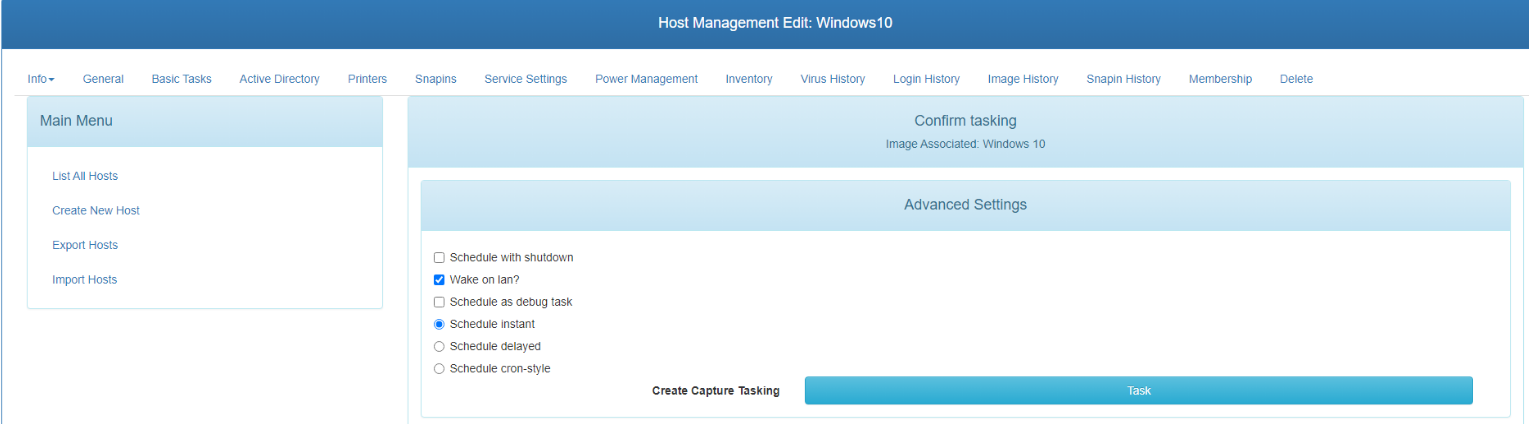 Host Management Edit: Windows10
Info General Basic Tasks Active Directory Printers Snapins Service Settings Power Management Inventory Virus History Login History Image History Snapin History Membership Delete
Main Menu
List All Hosts
Create New Host
Export Hosts
Import Hosts
Confirm tasking
Image Associated: Windows 10
Advanced Settings
Schedule with shutdown
Wake on lan?
Schedule as debug task
Schedule instant
Schedule delayed
Schedule cron-style
Create Capture Tasking Task